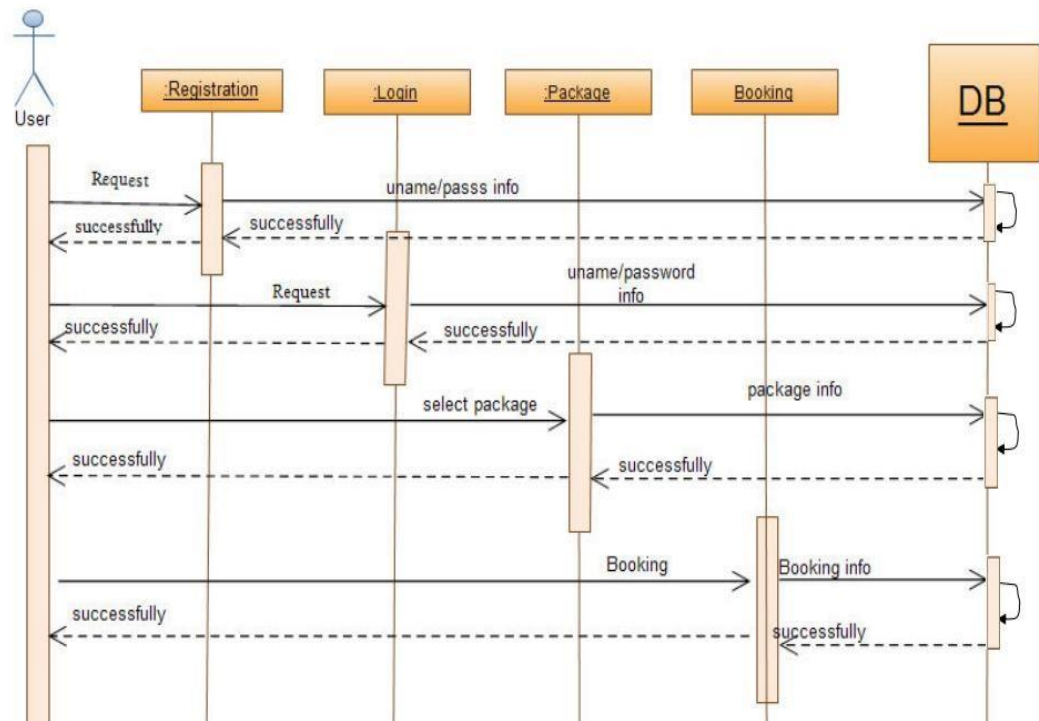 User
:Registration
:Login
:Package
Booking
DB
Request
uname/passs info
successfully
successfully
Request
uname/password
info
successfully
successfully
select package
package info
successfully
successfully
Booking
Booking info
successfully
successfully